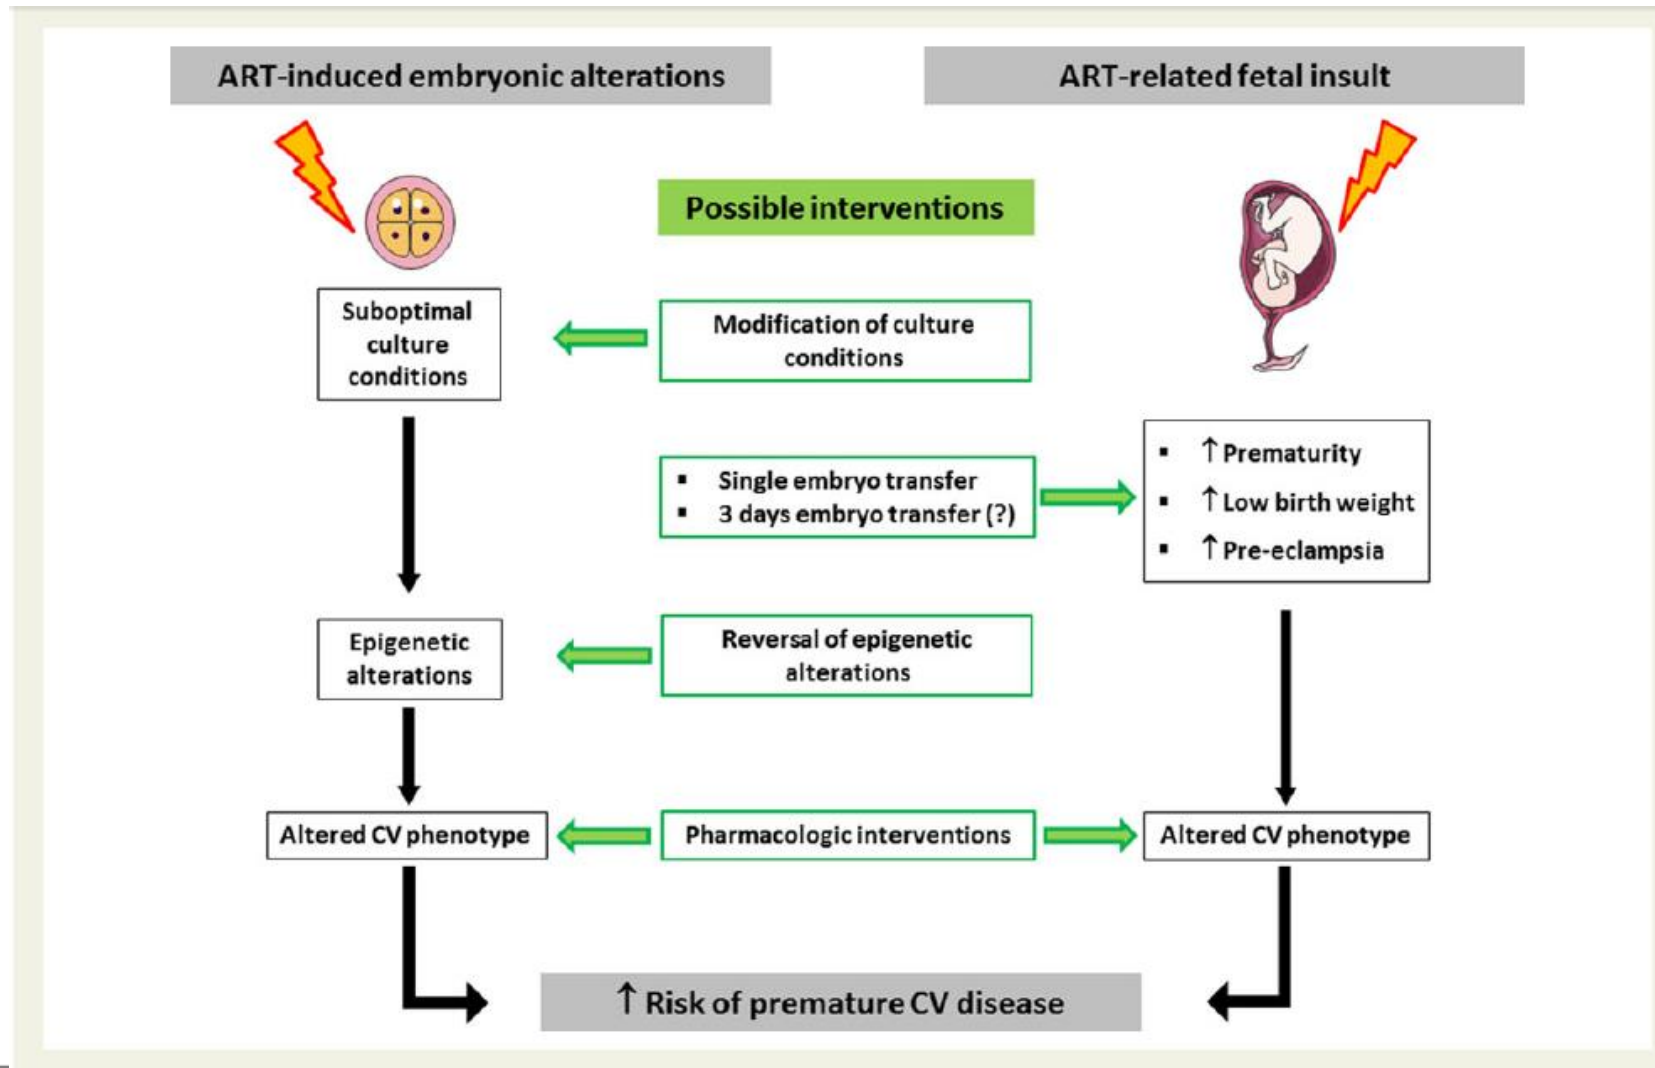 ART-induced embryonic alterations
ART-related fetal insult
Possible interventions
Suboptimal
culture
conditions
Modification of culture
conditions
▪ Single embryo transfer
▪ 3 days embryo transfer (?)
▪ ↑ Prematurity
▪ ↑ Low birth weight
▪ ↑ Pre-eclampsia
Epigenetic
alterations
Reversal of epigenetic
alterations
Altered CV phenotype
Pharmacologic interventions
Altered CV phenotype
↑ Risk of premature CV disease